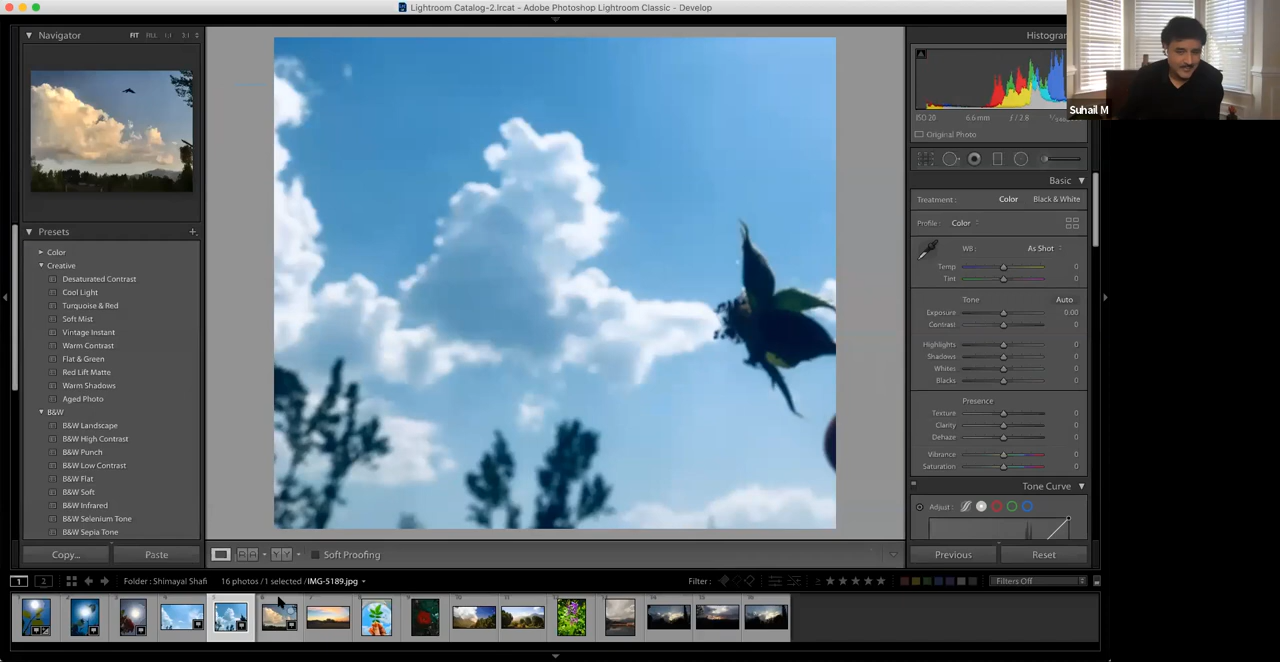 Lightroom Catalog-2.lrcat - Adobe Photoshop Lightroom Classic - Develop
Navigator FIT FILL 1:1 3:1
Presets +
Color
Creative
Desaturated Contrast
Cool Light
Turquoise & Red
Soft Mist
Vintage Instant
Warm Contrast
Flat & Green
Red Lift Matte
Warm Shadows
Aged Photo
B&W
B&W Landscape
B&W High Contrast
B&W Punch
B&W Low Contrast
B&W Flat
B&W Soft
B&W Infrared
B&W Selenium Tone
B&W Sepia Tone
Copy... Paste
Soft Proofing
Histogram
ISO 20 6.6 mm ƒ / 2.8
Original Photo
Basic
Treatment : Color Black & White
Profile : Color
WB : As Shot
Temp 0
Tint 0
Tone Auto
Exposure 0.00
Contrast 0
Highlights 0
Shadows 0
Whites 0
Blacks 0
Presence
Texture 0
Clarity 0
Dehaze 0
Vibrance 0
Saturation 0
Tone Curve
Adjust :
Previous Reset
Suhail M
1 2 Folder : Shimayal Shafi 16 photos / 1 selected / IMG-5189.jpg Filter : Filters Off